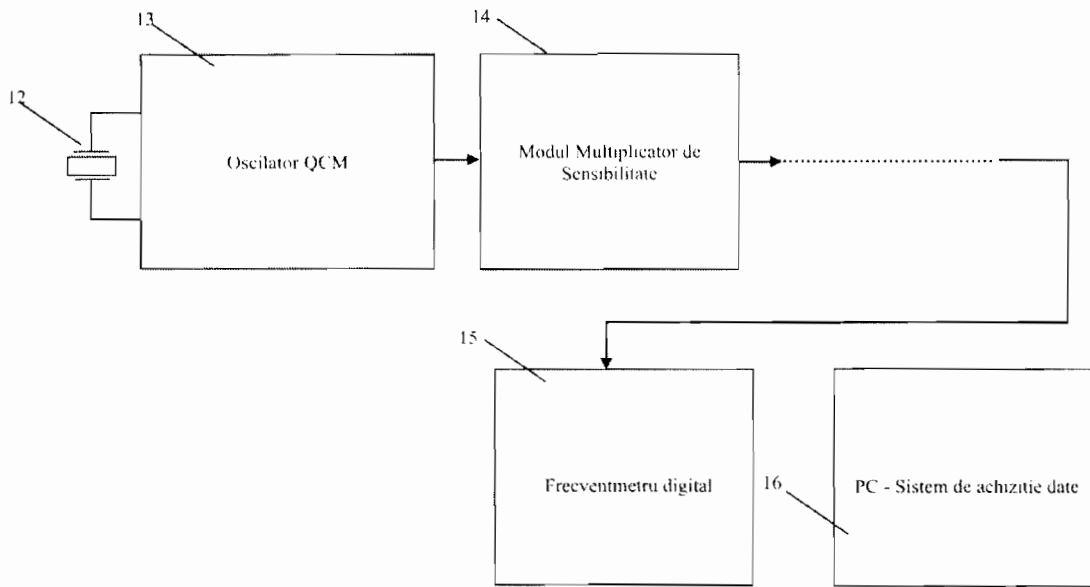 13
14
12
Oscilator QCM
Modul Multiplicator de
Sensibilitate
15
Frecventmetru digital
16
PC - Sistem de achizitie date